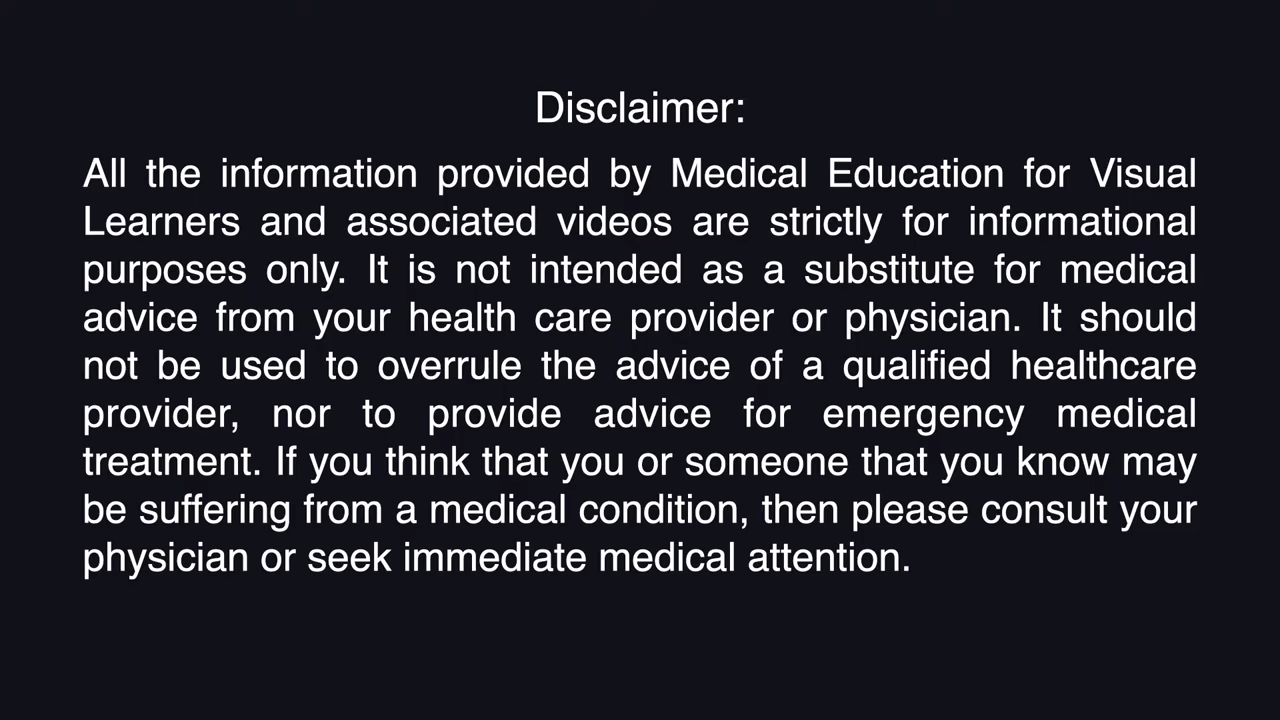 Disclaimer:
All the information provided by Medical Education for Visual
Learners and associated videos are strictly for informational
purposes only. It is not intended as a substitute for medical
advice from your health care provider or physician. It should
not be used to overrule the advice of a qualified healthcare
provider, nor to provide advice for emergency medical
treatment. If you think that you or someone that you know may
be suffering from a medical condition, then please consult your
physician or seek immediate medical attention.